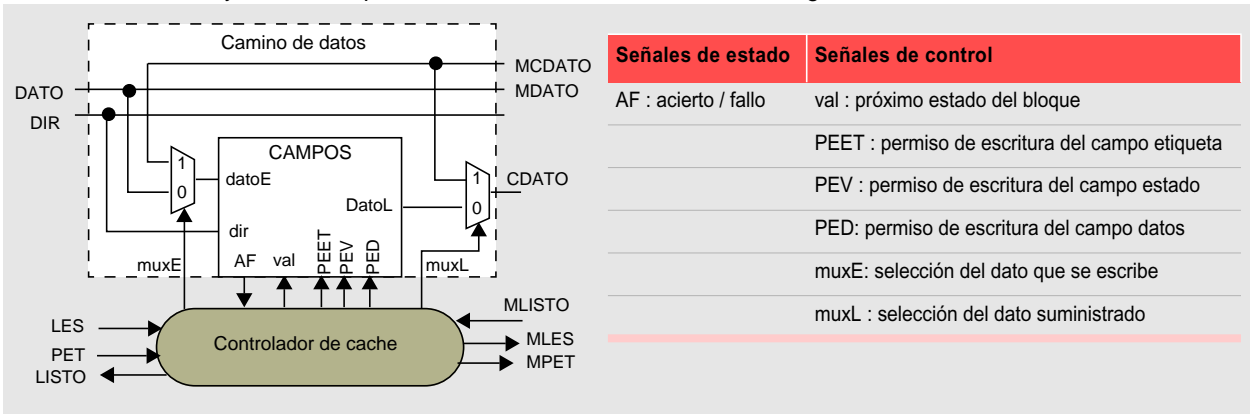 Camino de datos
MCDATO
DATO
MDATO
DIR
CAMPOS
1
0
datoE
DatoL
1
0
CDATO
dir
muxE
AF
val
PEET
PEV
PED
muxL
MLISTO
LES
Controlador de cache
MLES
PET
MPET
LISTO
Señales de estado
Señales de control
AF : acierto / fallo
val : próximo estado del bloque
PEET : permiso de escritura del campo etiqueta
PEV : permiso de escritura del campo estado
PED: permiso de escritura del campo datos
muxE: selección del dato que se escribe
muxL : selección del dato suministrado